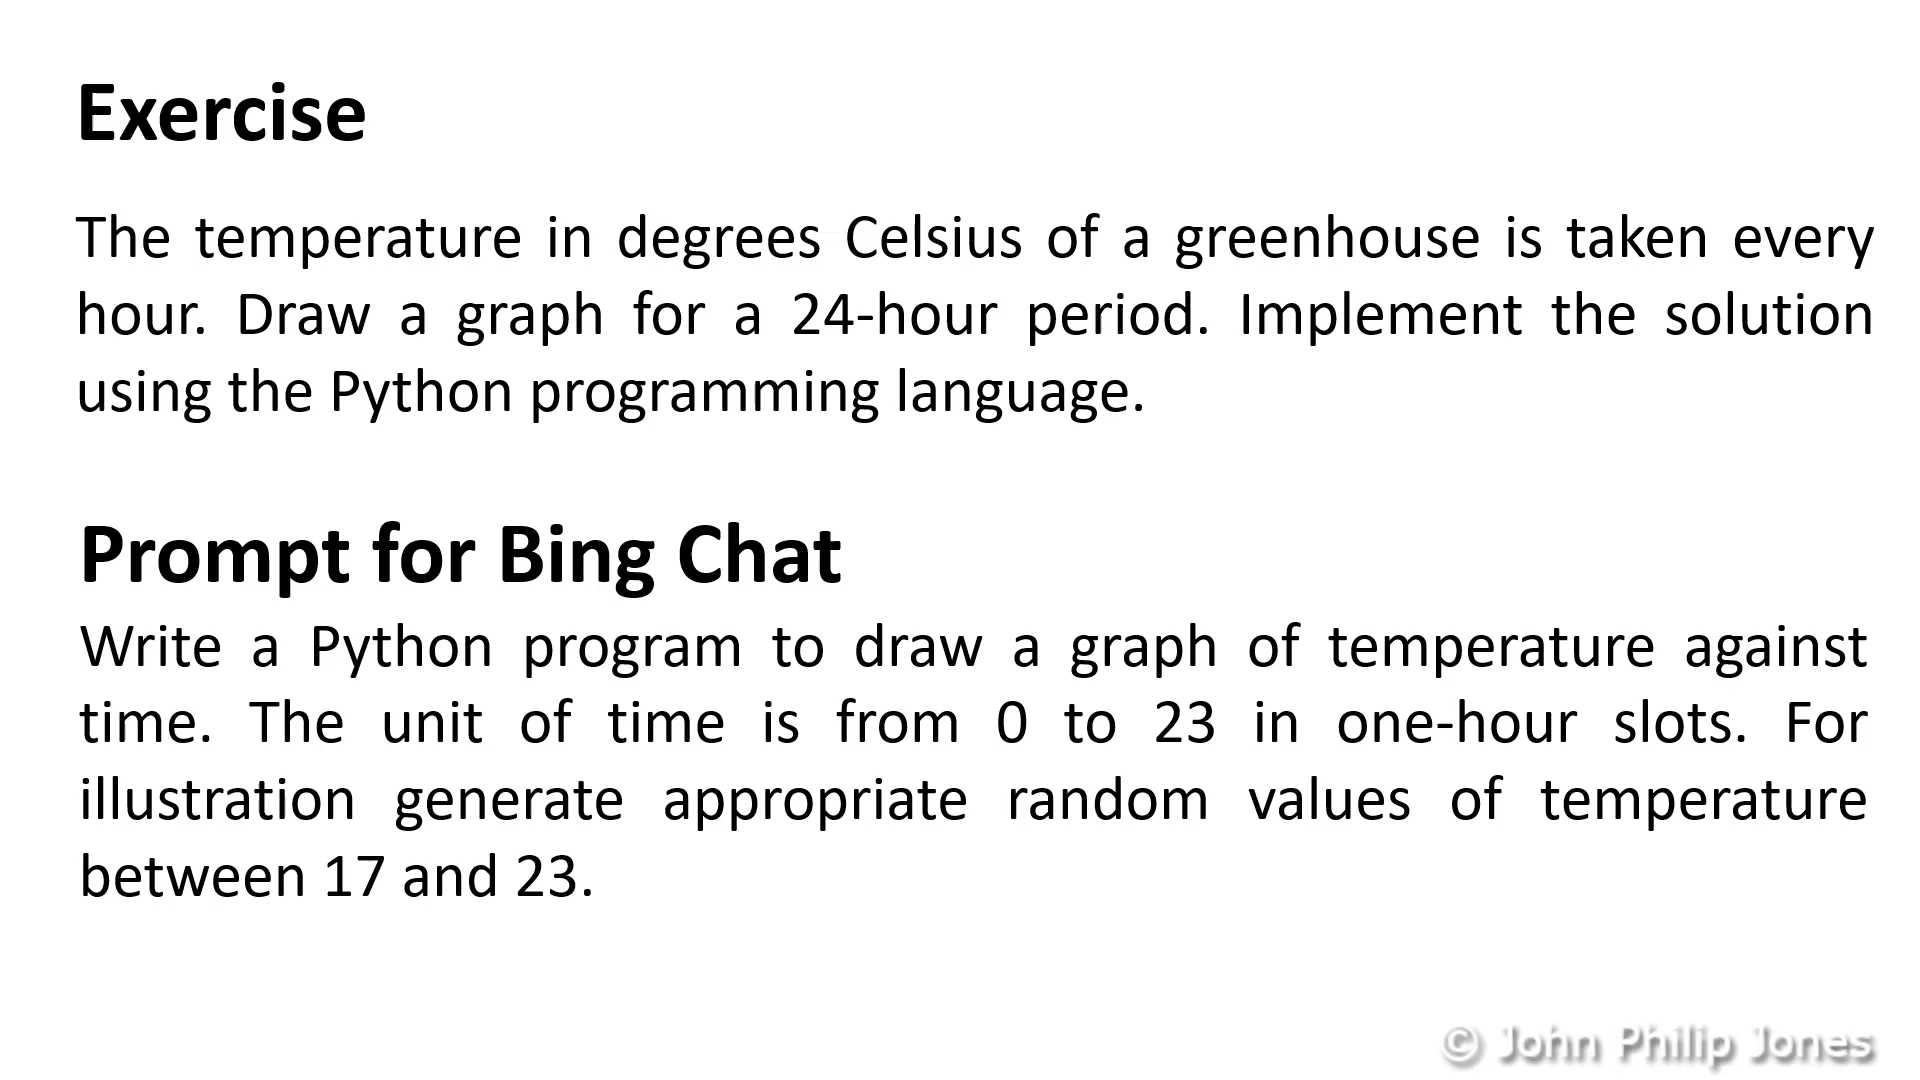 Exercise
The temperature in degrees Celsius of a greenhouse is taken every
hour. Draw a graph for a 24-hour period. Implement the solution
using the Python programming language.
Prompt for Bing Chat
Write a Python program to draw a graph of temperature against
time. The unit of time is from 0 to 23 in one-hour slots. For
illustration generate appropriate random values of temperature
between 17 and 23.
© John Philip Jones